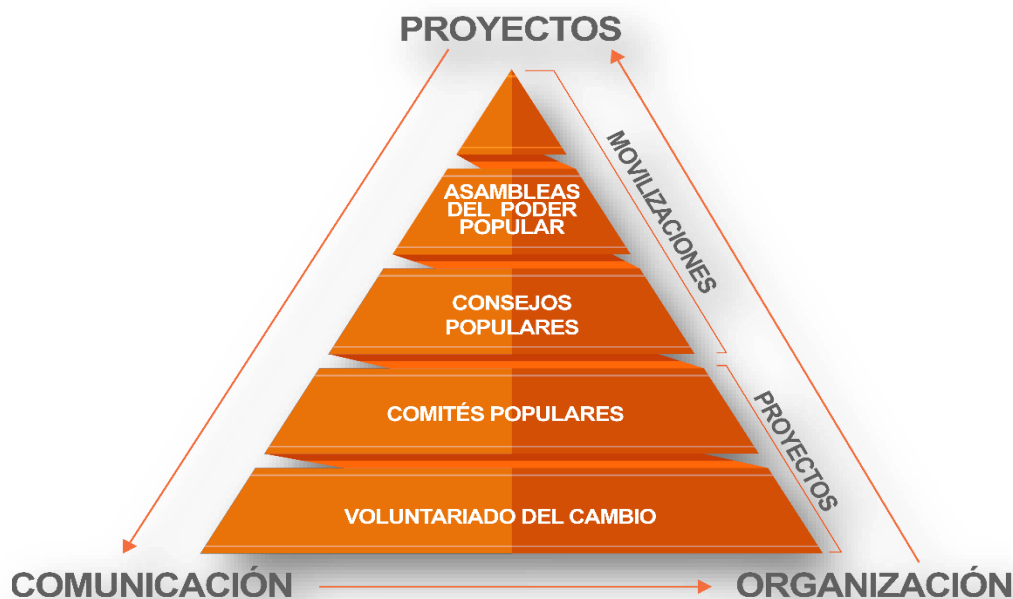 PROYECTOS
MOVILIZACIONES
ASAMBLEAS
DEL PODER
POPULAR
CONSEJOS
POPULARES
PROYECTOS
COMITÉS POPULARES
VOLUNTARIADO DEL CAMBIO
COMUNICACIÓN
ORGANIZACIÓN